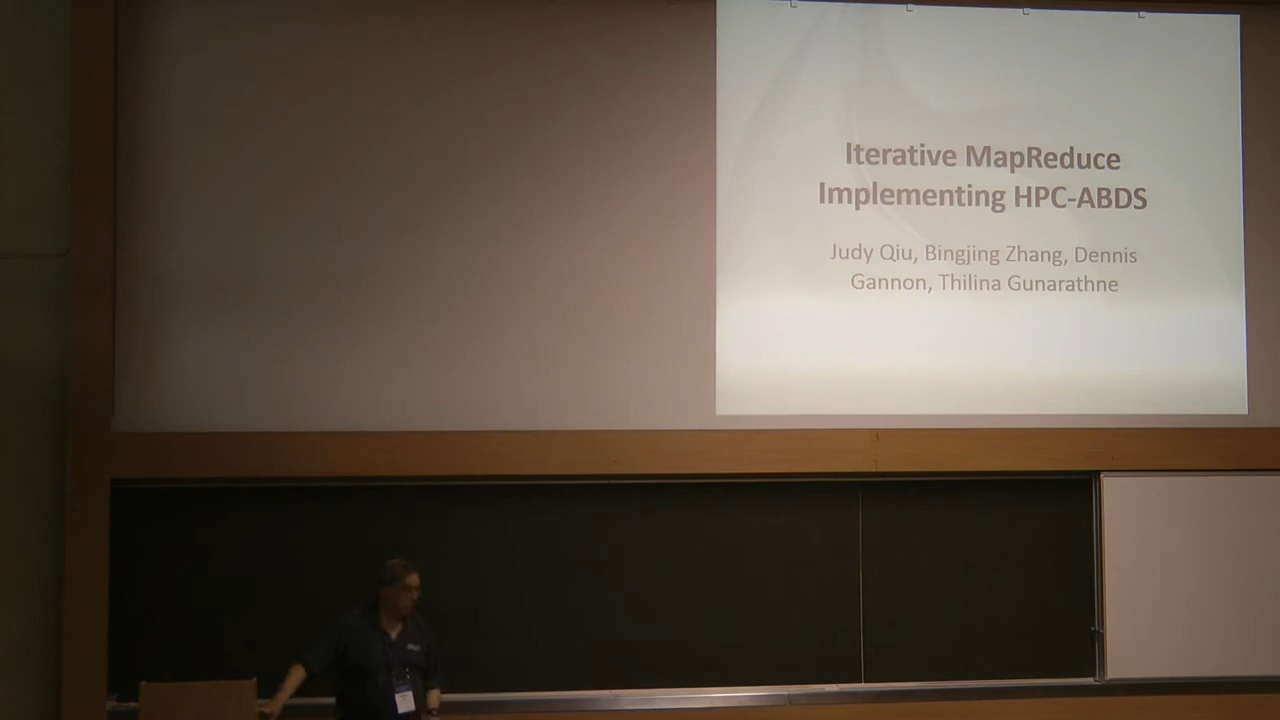 Iterative MapReduce
Implementing HPC-ABDS
Judy Qiu, Bingjing Zhang, Dennis
Gannon, Thilina Gunarathne